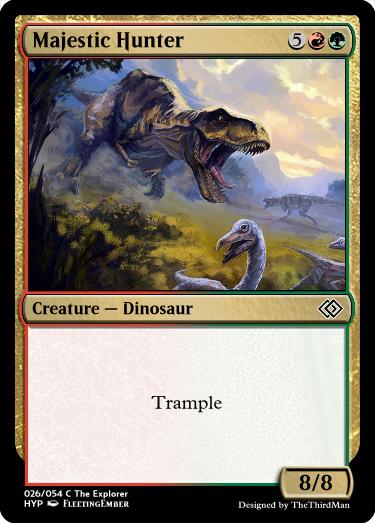 Majestic Hunter 5
Creature — Dinosaur
Trample
8/8
026/054 C The Explorer
HYP FleetingEmber Designed by TheThirdMan